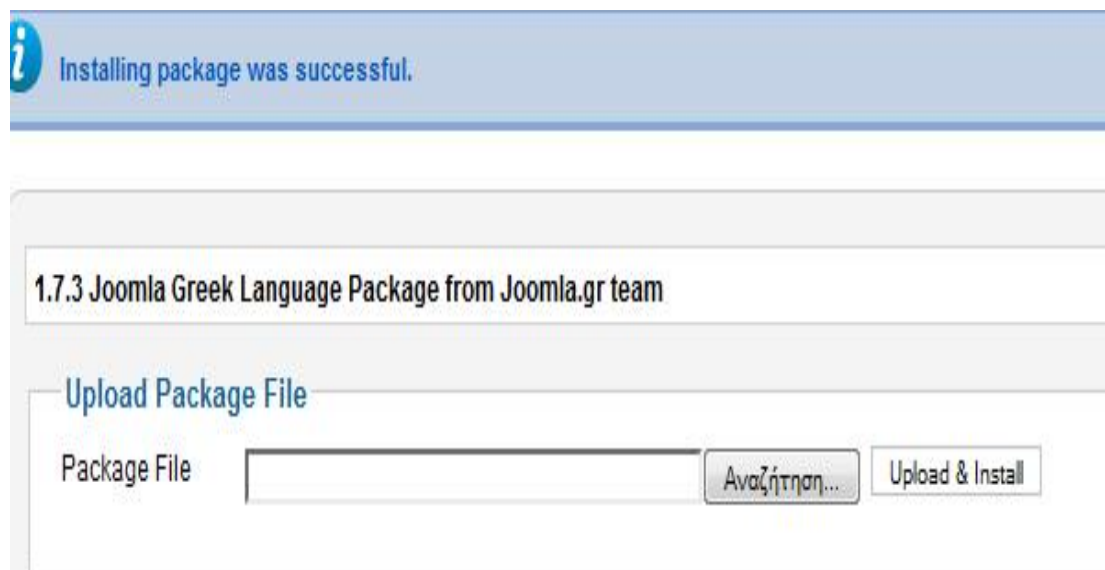 i
Installing package was successful.
1.7.3 Joomla Greek Language Package from Joomla.gr team
Upload Package File
Package File Αναζήτηση... Upload & Install